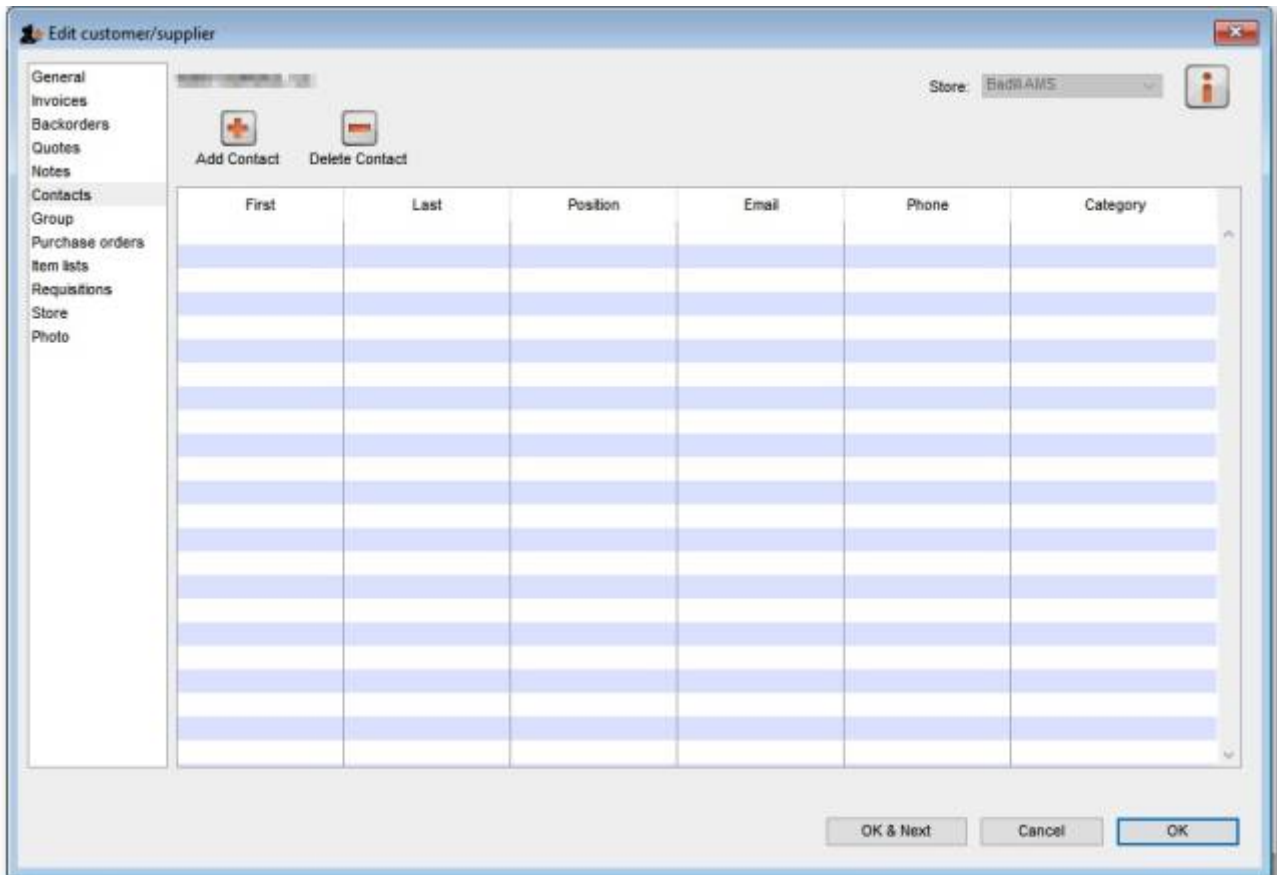 Edit customer/supplier
General
Invoices
Backorders
Quotes
Notes
Contacts
Group
Purchase orders
Item lists
Requisitions
Store
Photo
Store:
Add Contact
Delete Contact
First
Last
Position
Email
Phone
Category
OK & Next
Cancel
OK